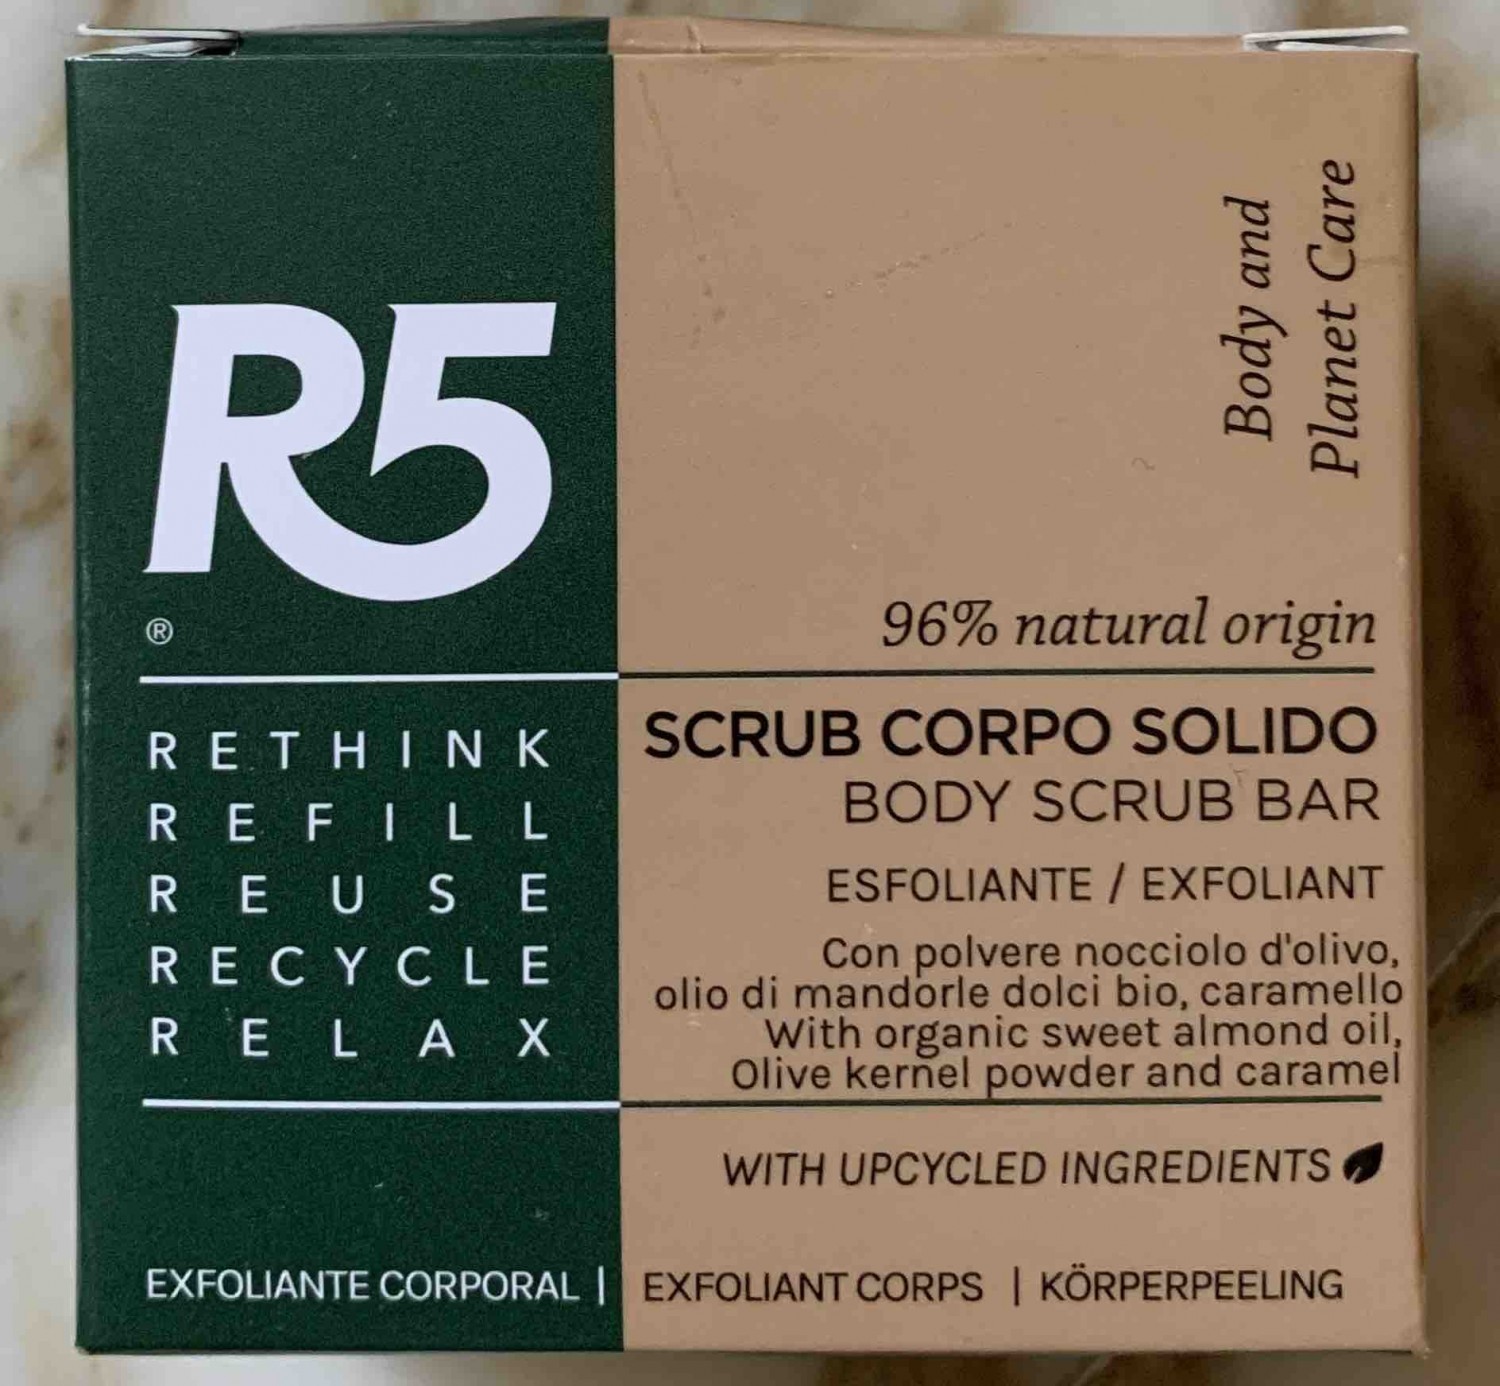 R5
®
RETHINK
REFILL
REUSE
RECYCLE
RELAX
Body and
Planet Care
96% natural origin
SCRUB CORPO SOLIDO
BODY SCRUB BAR
ESFOLIANTE / EXFOLIANT
Con polvere nocciolo d'olivo,
olio di mandorle dolci bio, caramello
With organic sweet almond oil,
Olive kernel powder and caramel
WITH UPCYCLED INGREDIENTS
EXFOLIANTE CORPORAL | EXFOLIANT CORPS | KÖRPERPEELING